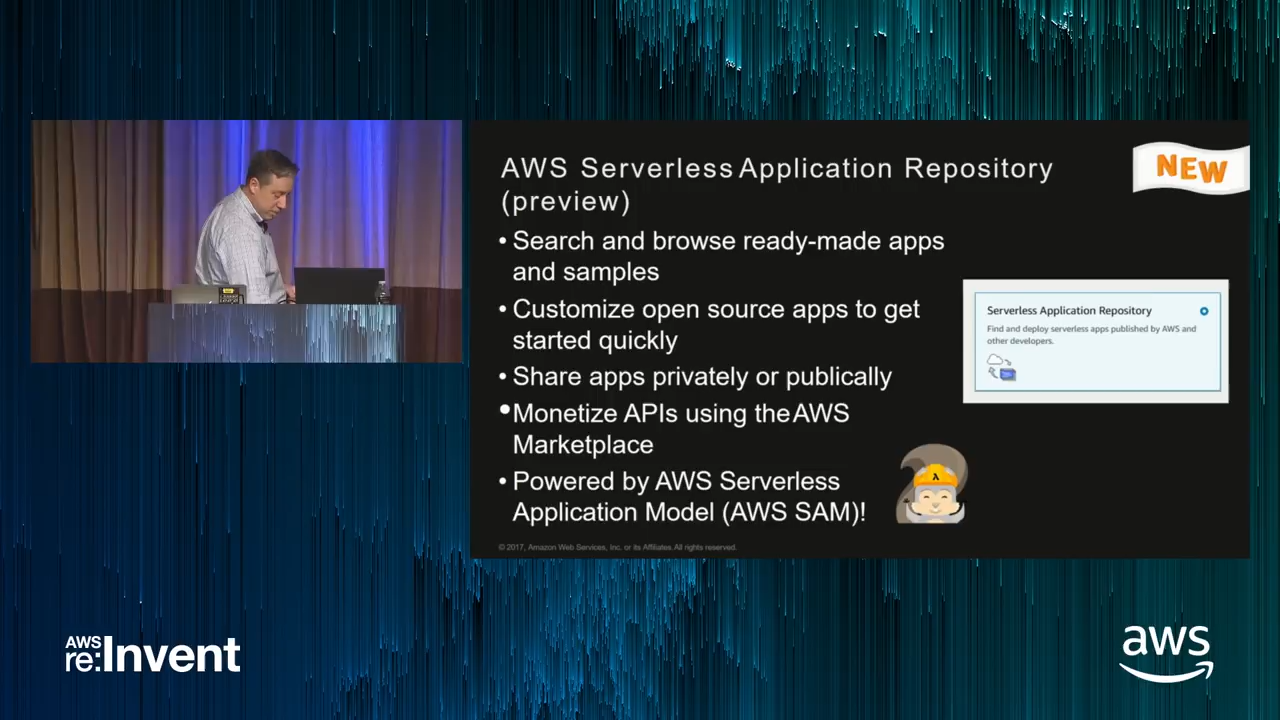 AWS Serverless Application Repository
(preview)
NEW
• Search and browse ready-made apps
and samples
• Customize open source apps to get
started quickly
• Share apps privately or publically
• Monetize APIs using the AWS
Marketplace
• Powered by AWS Serverless
Application Model (AWS SAM)!
Serverless Application Repository
Find and deploy serverless apps published by AWS and
other developers.
λ
© 2017, Amazon Web Services, Inc. or its Affiliates. All rights reserved.
AWS
re:Invent
aws